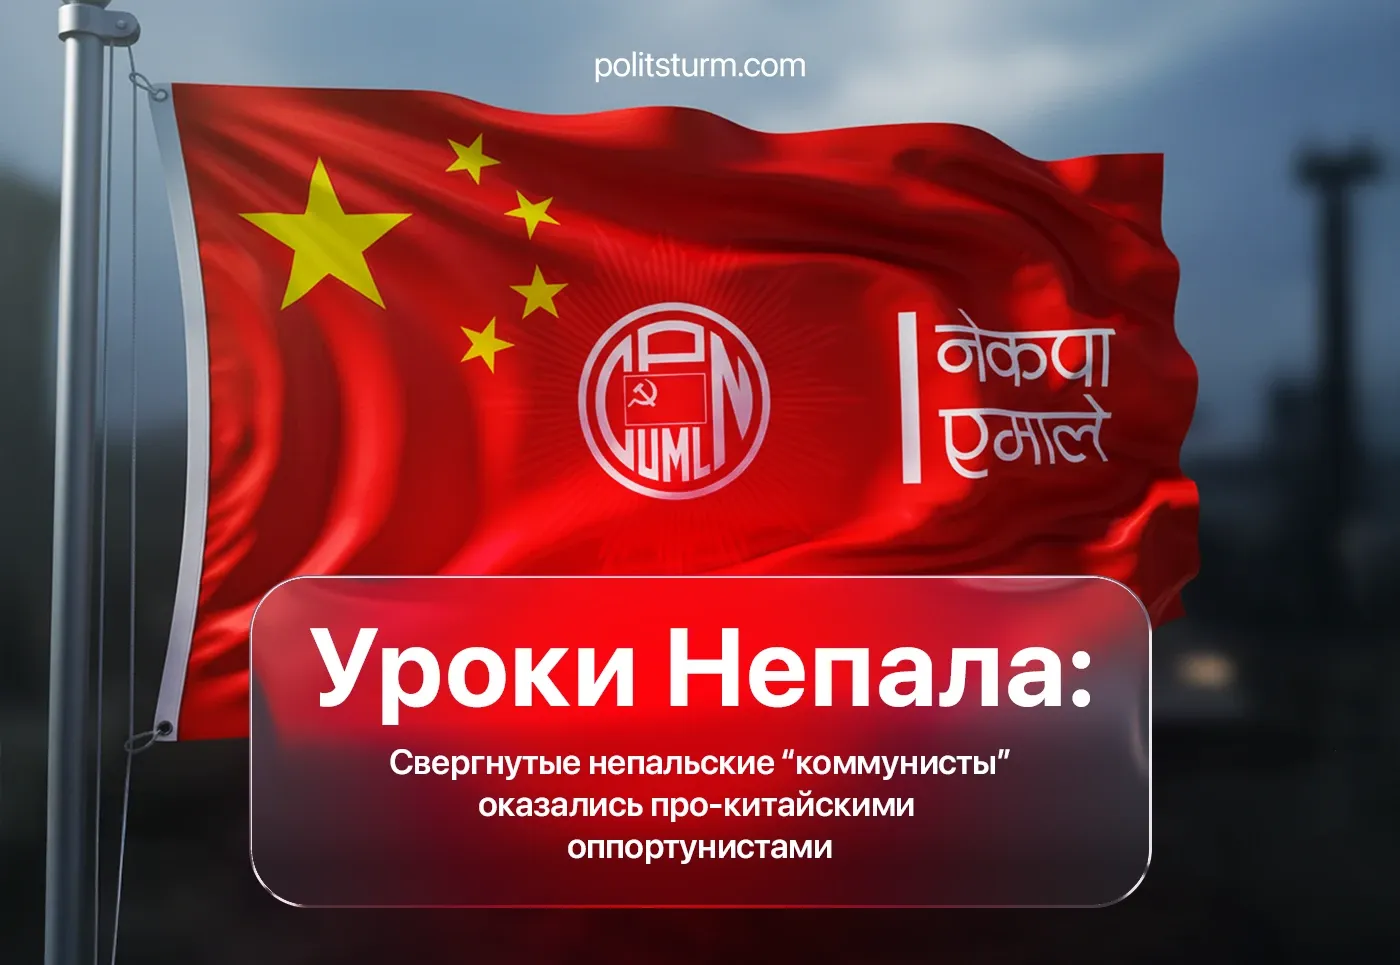 politsturm.com
CPN
UML
नेकपा
एमाले
Уроки Непала:
Свергнутые непальские “коммунисты”
оказались про-китайскими
оппортунистами